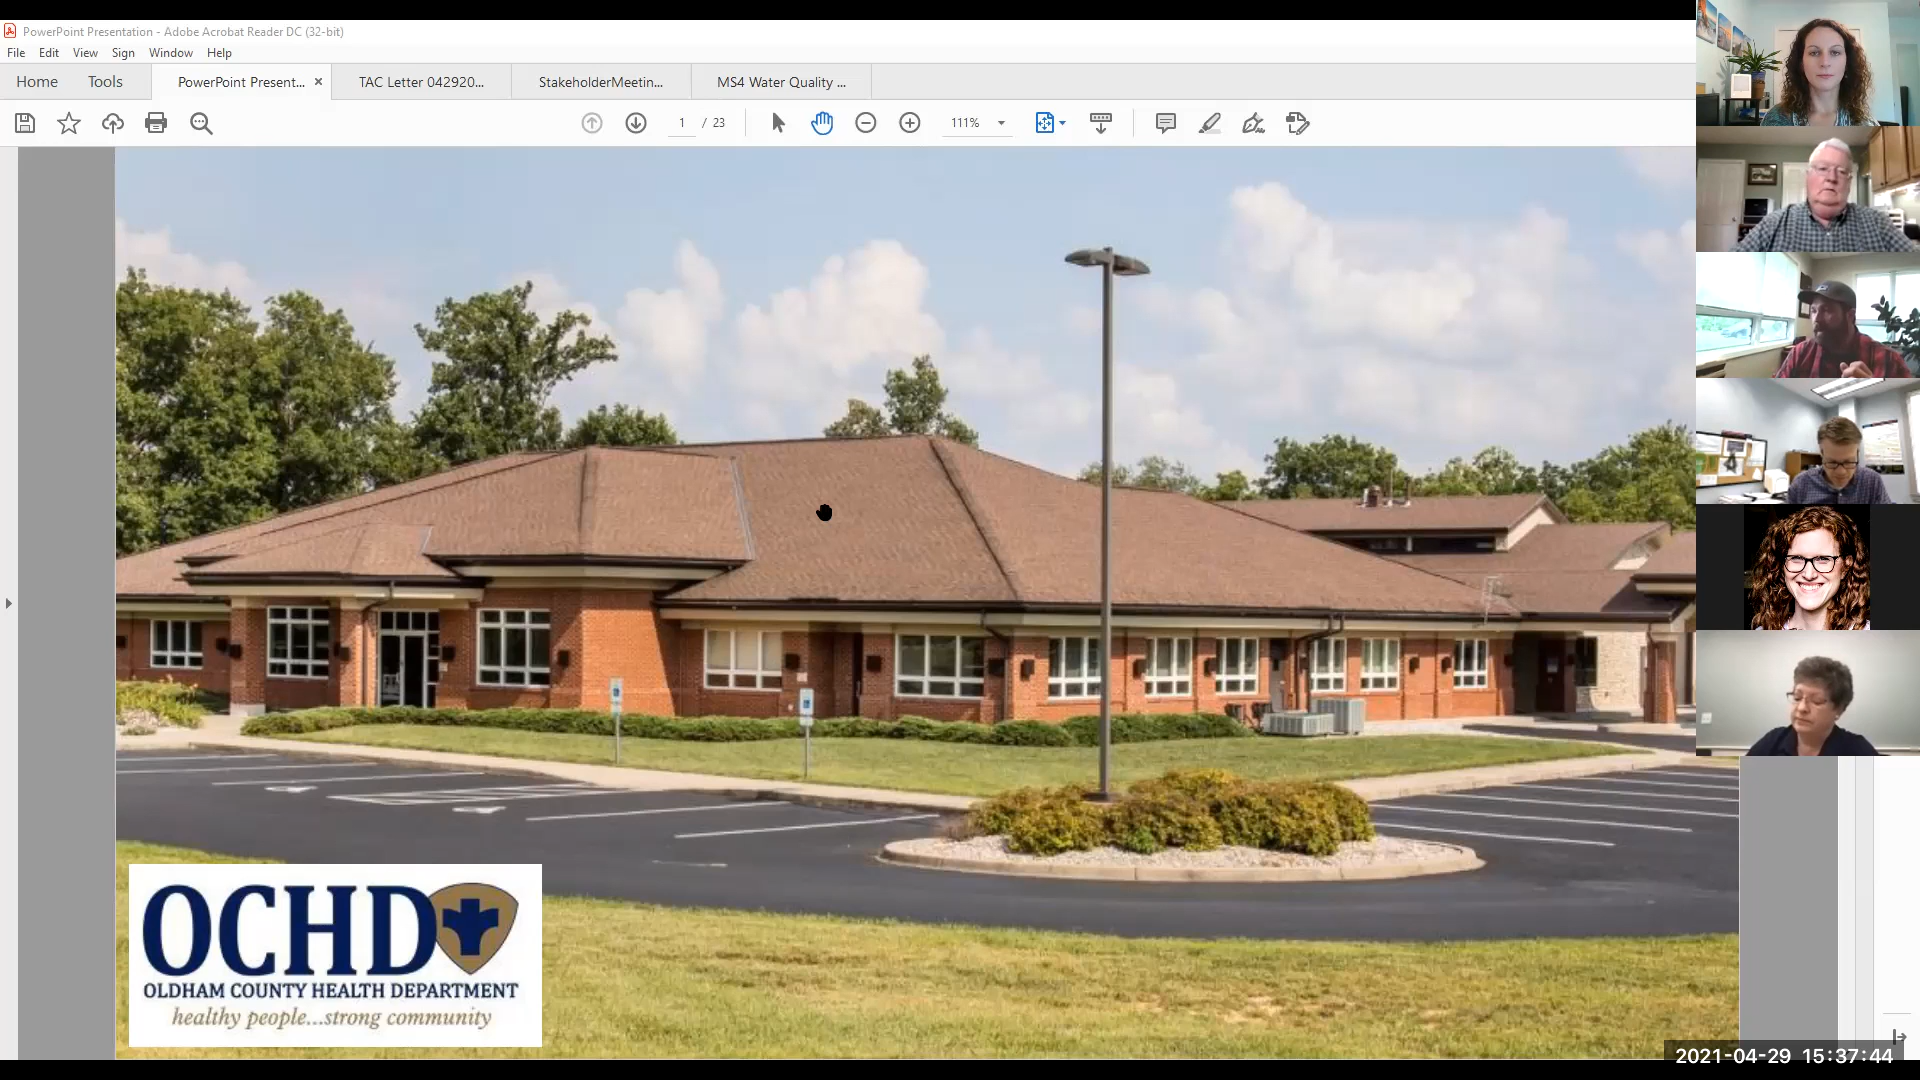 PowerPoint Presentation - Adobe Acrobat Reader DC (32-bit)
File Edit View Sign Window Help
Home Tools PowerPoint Present... × TAC Letter 042920... StakeholderMeetin... MS4 Water Quality ...
1 / 23 111%
OCHD
OLDHAM COUNTY HEALTH DEPARTMENT
healthy people...strong community
2021-04-29 15:37:44